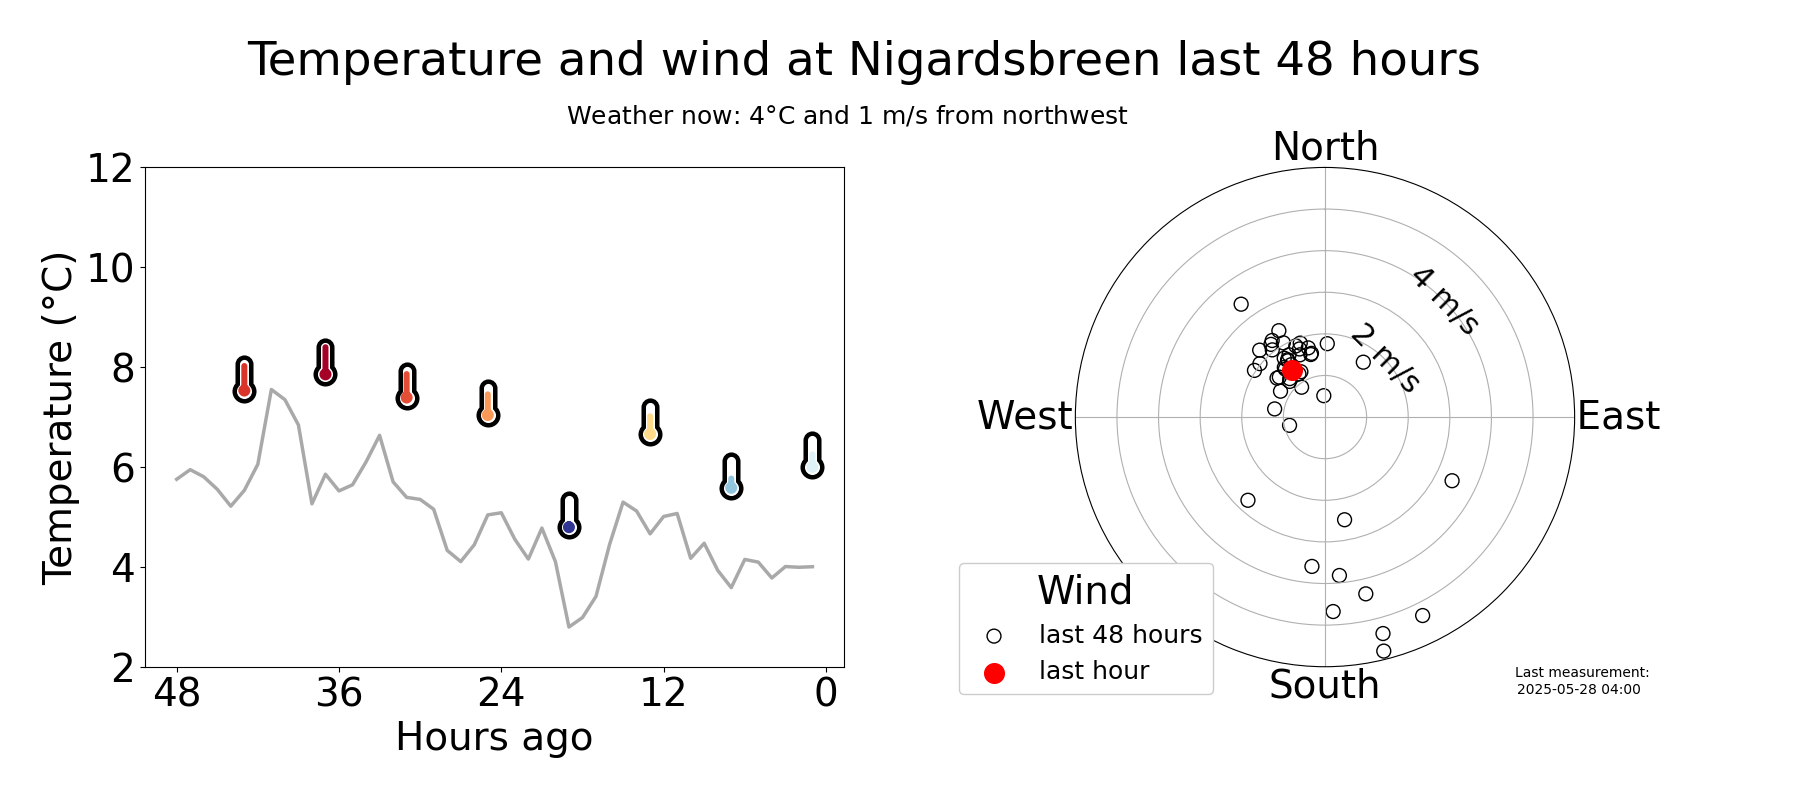 Temperature and wind at Nigardsbreen last 48 hours
Weather now: 4°C and 1 m/s from northwest
Temperature (°C)
12
10
8
6
4
2
48 36 24 12 0
Hours ago
North
West
East
South
4 m/s
2 m/s
Wind
last 48 hours
last hour
Last measurement:
2025-05-28 04:00